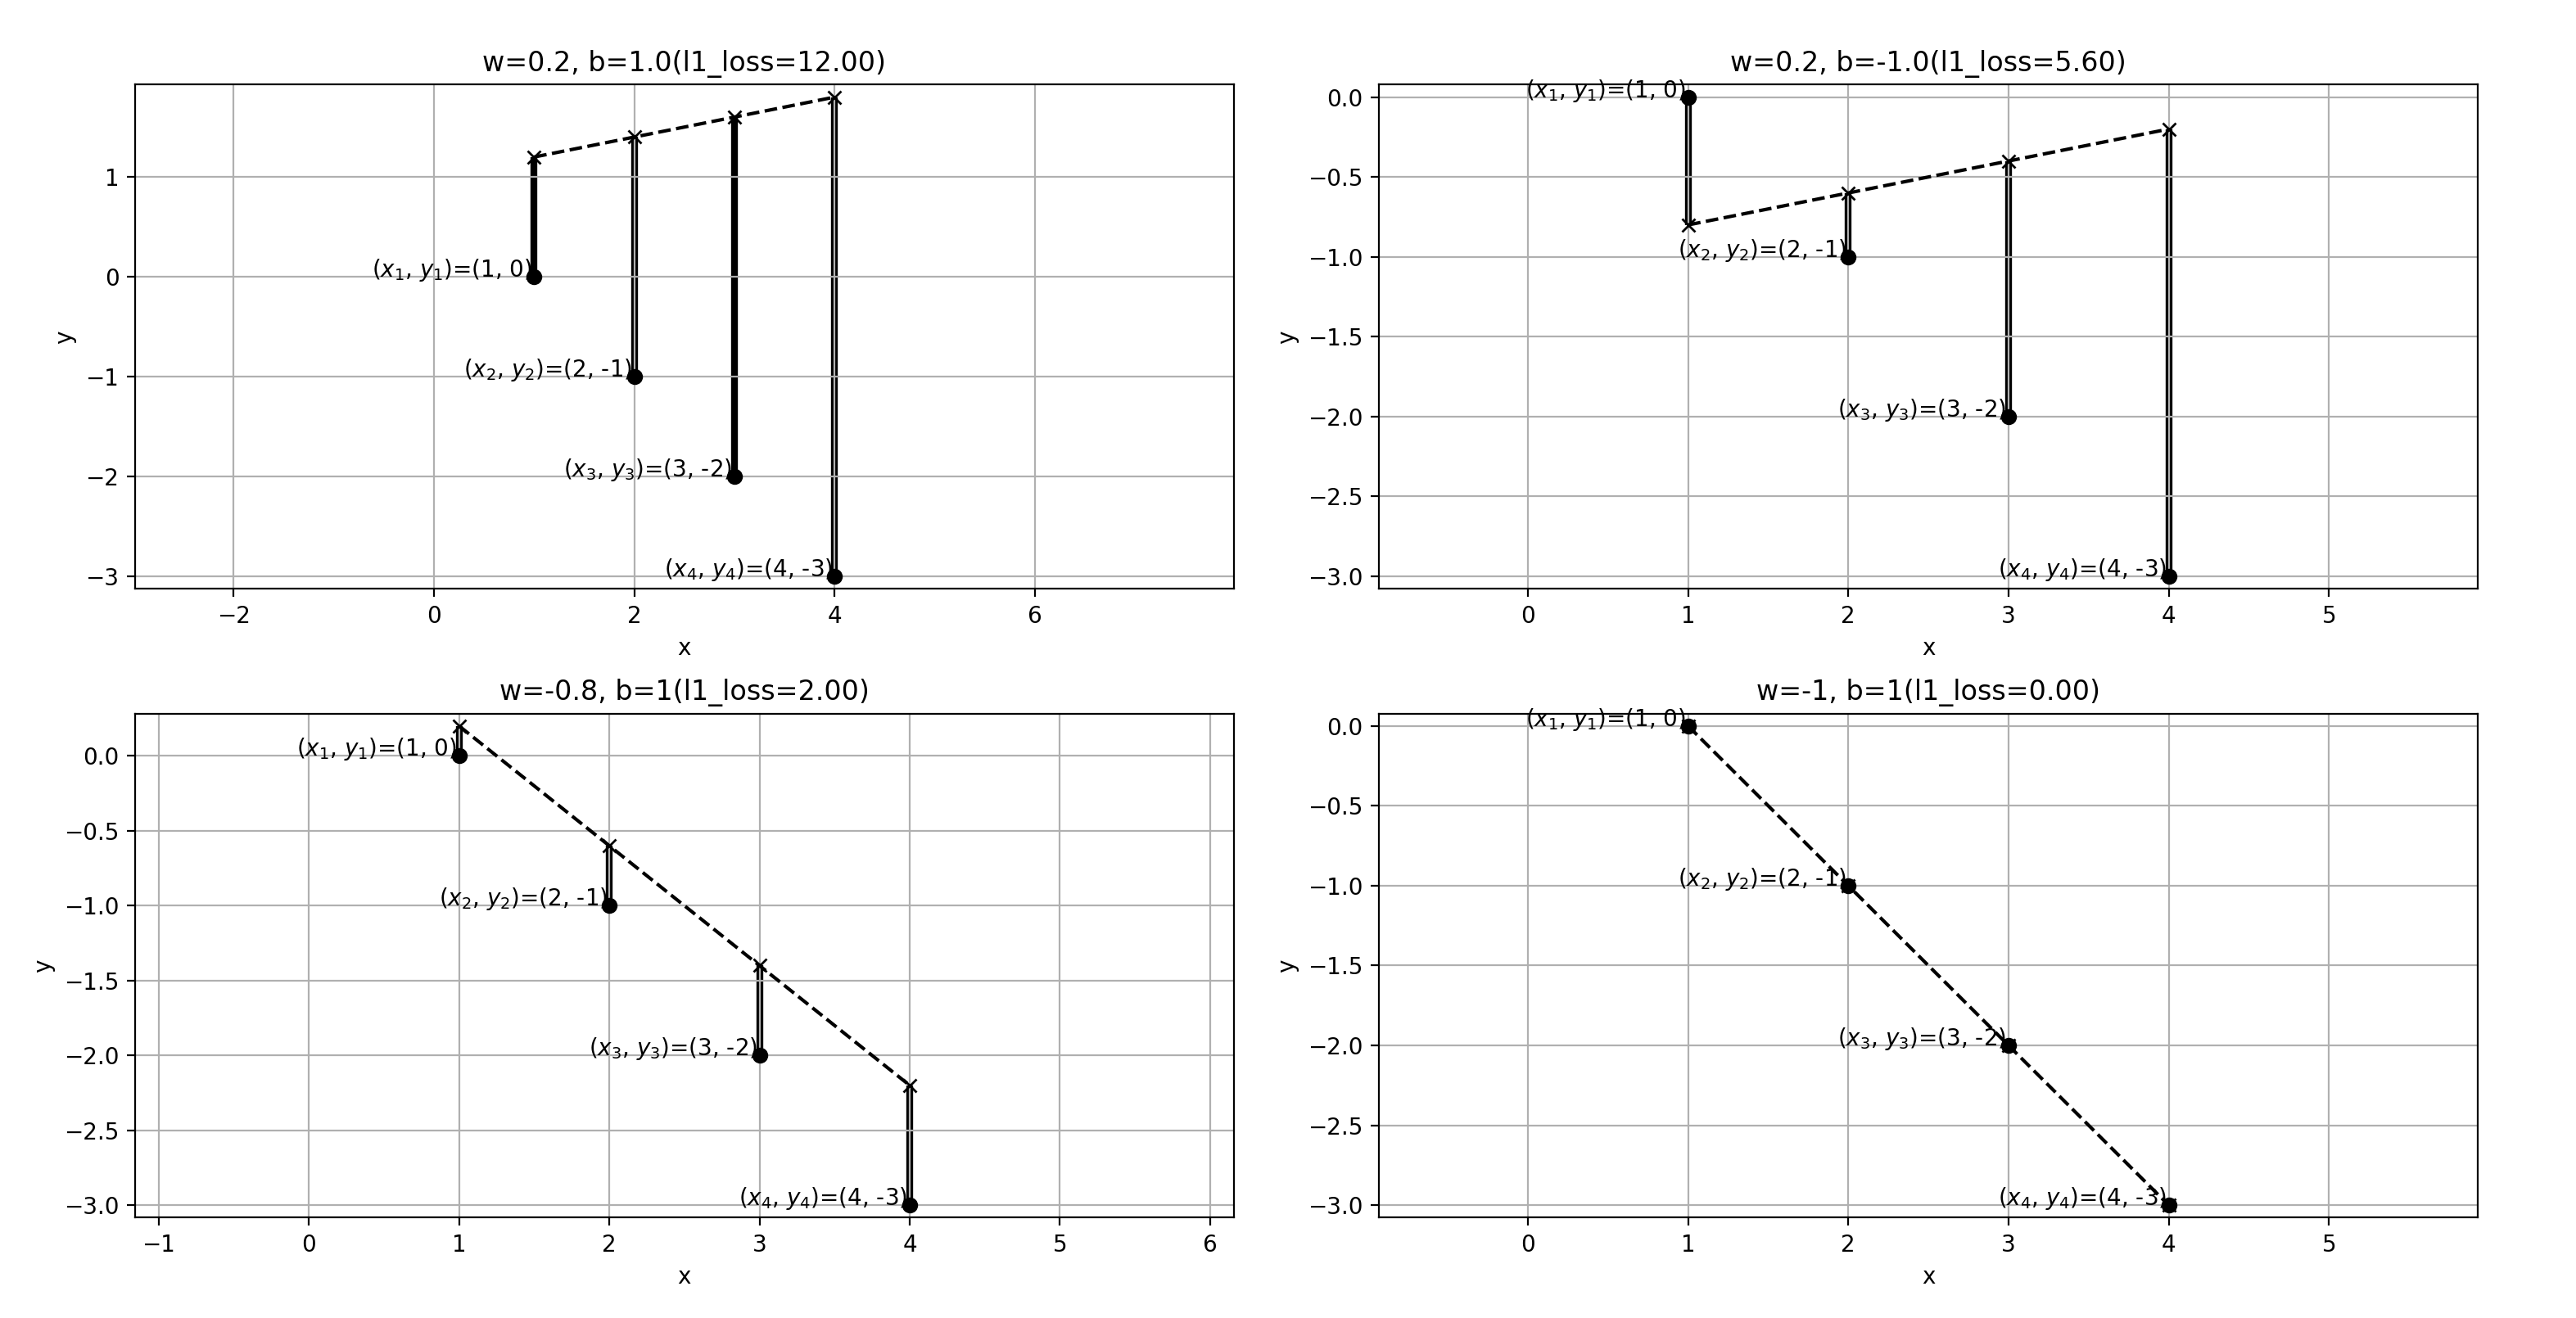 w=0.2, b=1.0(l1_loss=12.00)
1
0
−1
−2
−3
y
(x₁, y₁)=(1, 0)
(x₂, y₂)=(2, -1)
(x₃, y₃)=(3, -2)
(x₄, y₄)=(4, -3)
−2 0 2 4 6
x
w=0.2, b=-1.0(l1_loss=5.60)
0.0
−0.5
−1.0
−1.5
−2.0
−2.5
−3.0
y
(x₁, y₁)=(1, 0)
(x₂, y₂)=(2, -1)
(x₃, y₃)=(3, -2)
(x₄, y₄)=(4, -3)
0 1 2 3 4 5
x
w=-0.8, b=1(l1_loss=2.00)
0.0
−0.5
−1.0
−1.5
−2.0
−2.5
−3.0
y
(x₁, y₁)=(1, 0)
(x₂, y₂)=(2, -1)
(x₃, y₃)=(3, -2)
(x₄, y₄)=(4, -3)
−1 0 1 2 3 4 5 6
x
w=-1, b=1(l1_loss=0.00)
0.0
−0.5
−1.0
−1.5
−2.0
−2.5
−3.0
y
(x₁, y₁)=(1, 0)
(x₂, y₂)=(2, -1)
(x₃, y₃)=(3, -2)
(x₄, y₄)=(4, -3)
0 1 2 3 4 5
x